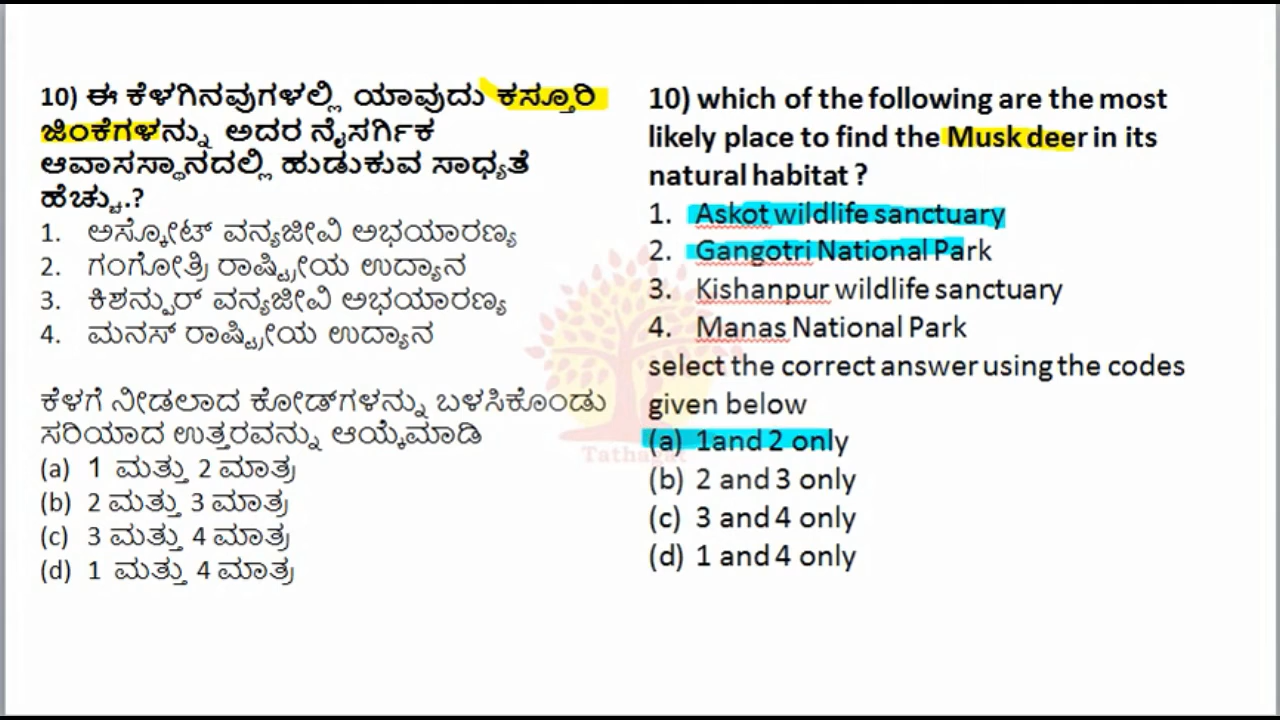 10) ಈ ಕೆಳಗಿನವುಗಳಲ್ಲಿ ಯಾವುದು ಕಸ್ತೂರಿ
ಜಿಂಕೆಗಳನ್ನು ಅದರ ನೈಸರ್ಗಿಕ
ಆವಾಸಸ್ಥಾನದಲ್ಲಿ ಹುಡುಕುವ ಸಾಧ್ಯತೆ
ಹೆಚ್ಚು..?
1. ಅಸ್ಕೋಟ್ ವನ್ಯಜೀವಿ ಅಭಯಾರಣ್ಯ
2. ಗಂಗೋತ್ರಿ ರಾಷ್ಟ್ರೀಯ ಉದ್ಯಾನ
3. ಕಿಶನ್ಪುರ್ ವನ್ಯಜೀವಿ ಅಭಯಾರಣ್ಯ
4. ಮನಸ್ ರಾಷ್ಟ್ರೀಯ ಉದ್ಯಾನ
ಕೆಳಗೆ ನೀಡಲಾದ ಕೋಡ್‌ಗಳನ್ನು ಬಳಸಿಕೊಂಡು
ಸರಿಯಾದ ಉತ್ತರವನ್ನು ಆಯ್ಕೆಮಾಡಿ
(a) 1 ಮತ್ತು 2 ಮಾತ್ರ
(b) 2 ಮತ್ತು 3 ಮಾತ್ರ
(c) 3 ಮತ್ತು 4 ಮಾತ್ರ
(d) 1 ಮತ್ತು 4 ಮಾತ್ರ
10) which of the following are the most
likely place to find the Musk deer in its
natural habitat ?
1. Askot wildlife sanctuary
2. Gangotri National Park
3. Kishanpur wildlife sanctuary
4. Manas National Park
select the correct answer using the codes
given below
(a) 1and 2 only
(b) 2 and 3 only
(c) 3 and 4 only
(d) 1 and 4 only
Tathagat